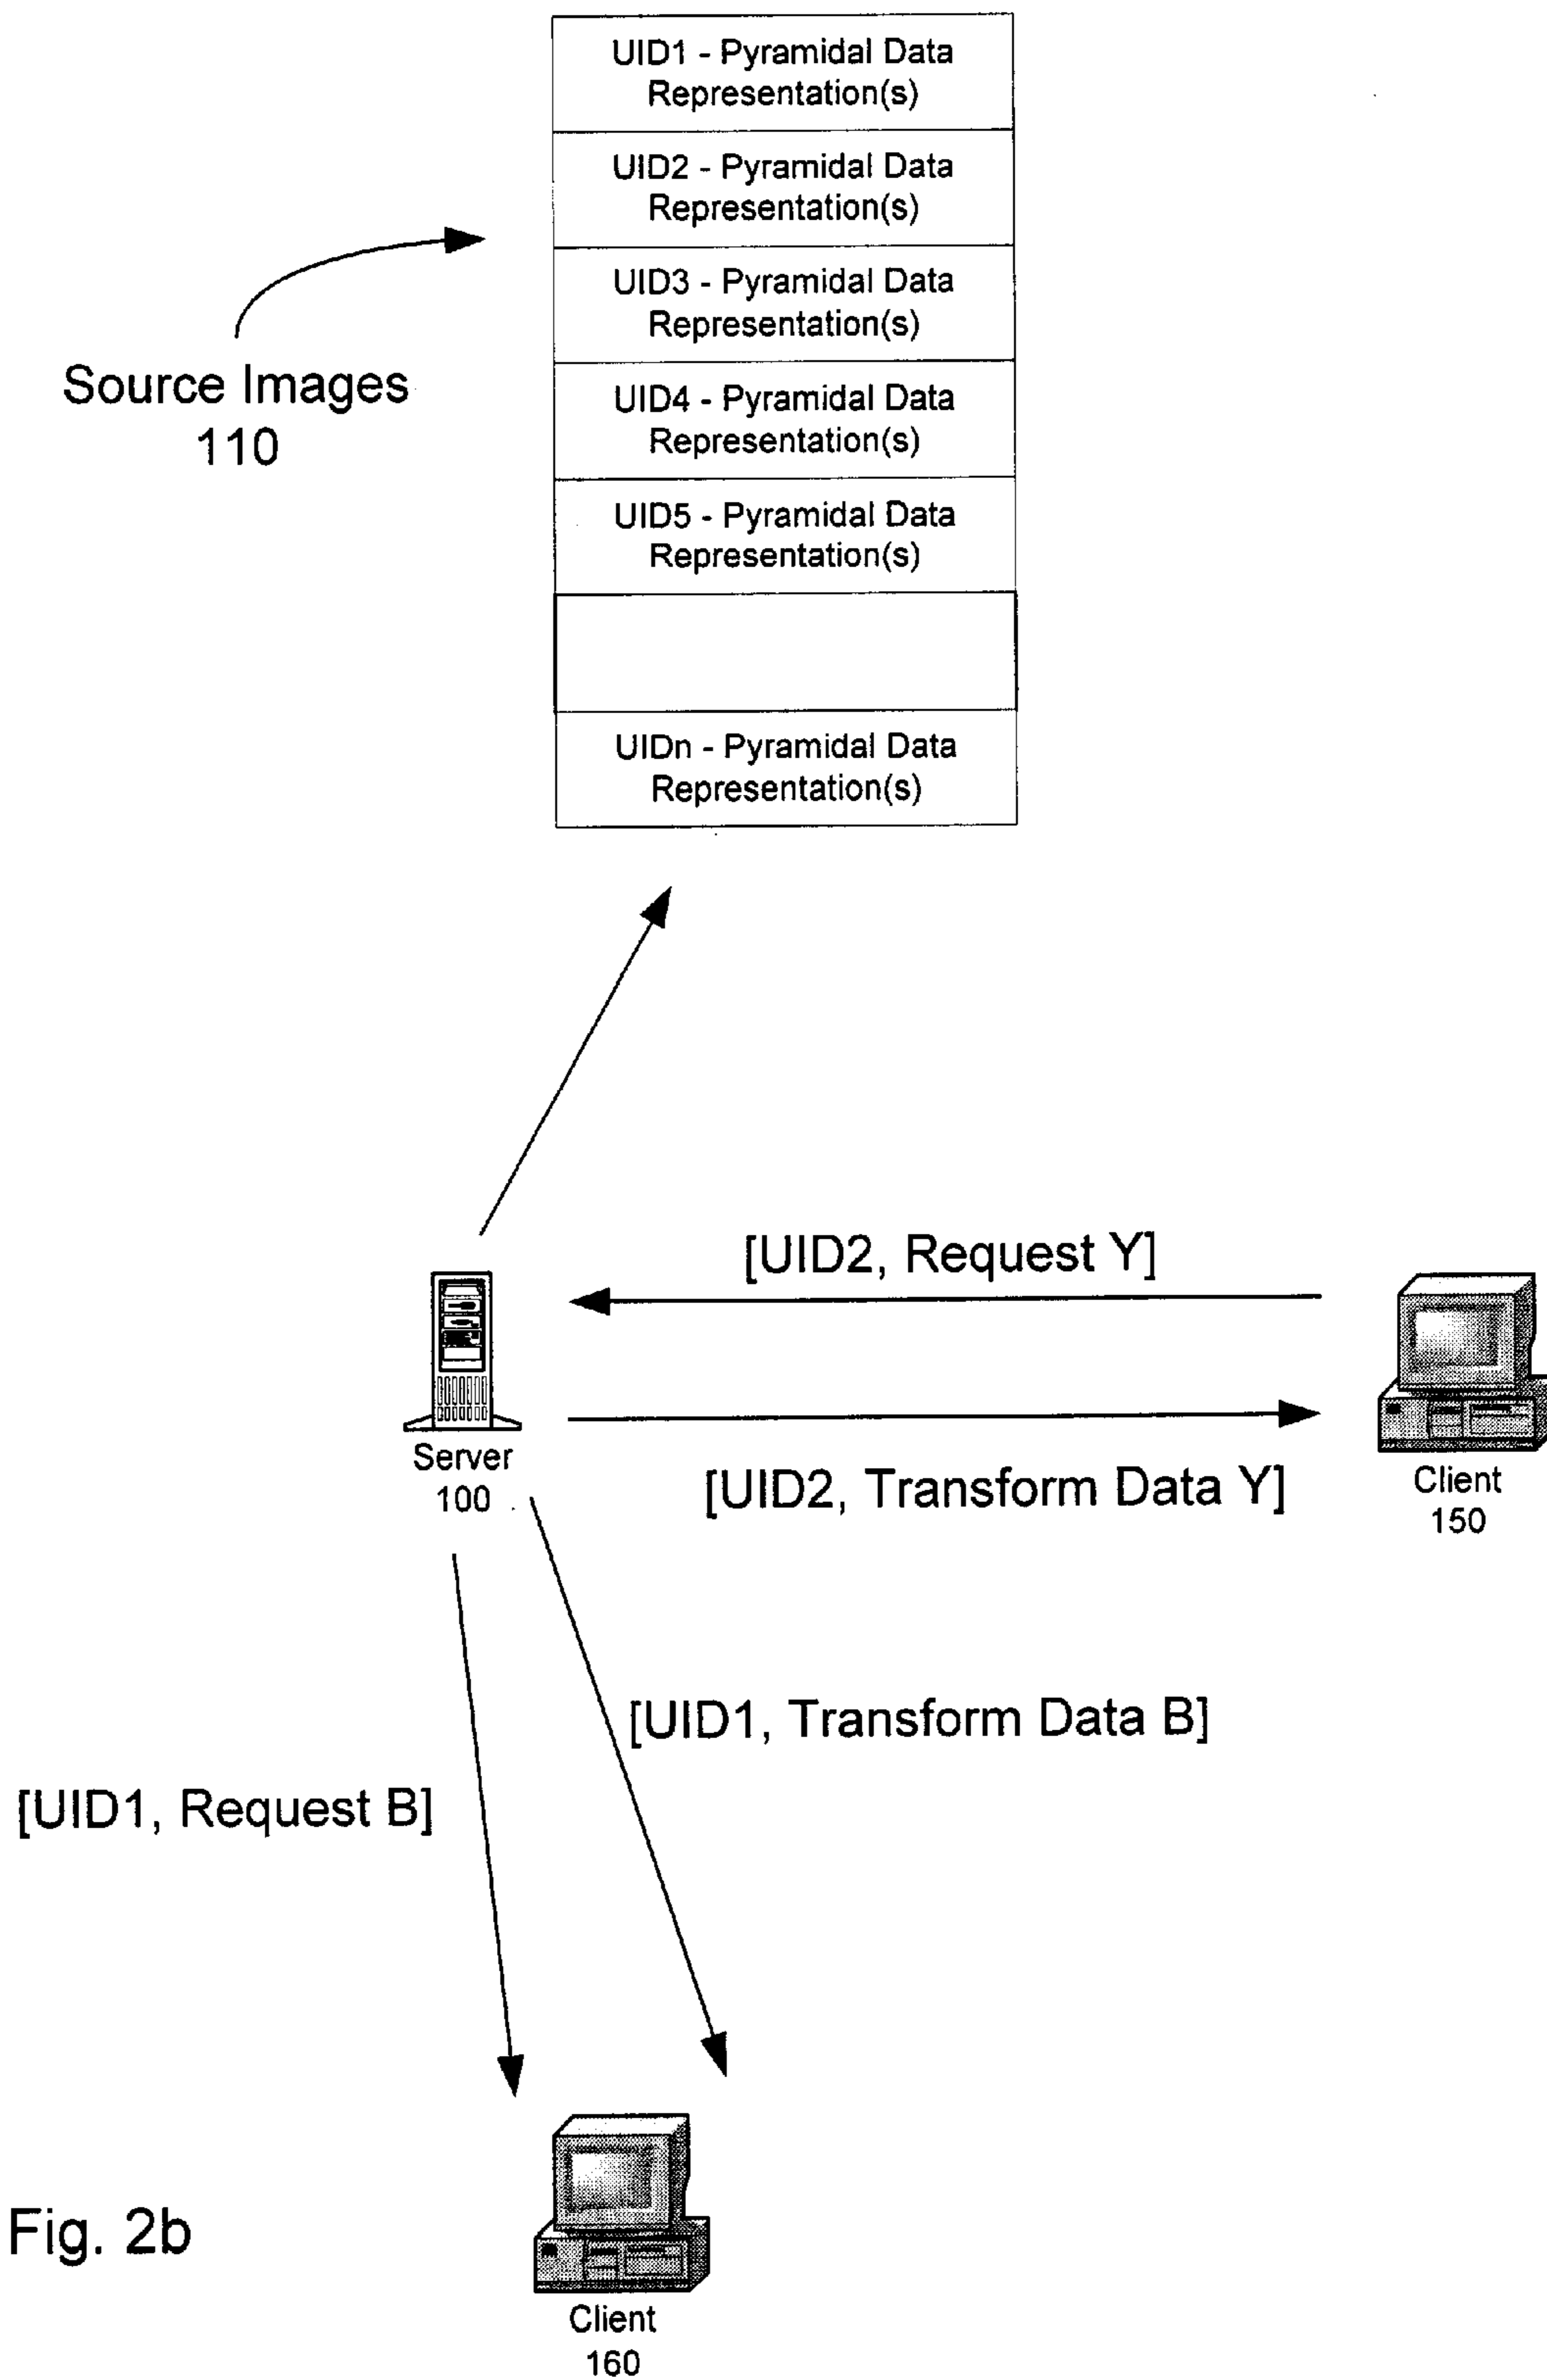 UID1 - Pyramidal Data
Representation(s)
UID2 - Pyramidal Data
Representation(s)
UID3 - Pyramidal Data
Representation(s)
Source Images
110
UID4 - Pyramidal Data
Representation(s)
UID5 - Pyramidal Data
Representation(s)
UIDn - Pyramidal Data
Representation(s)
[UID2, Request Y]
Server
100
[UID2, Transform Data Y]
Client
150
[UID1, Transform Data B]
[UID1, Request B]
Fig. 2b
Client
160